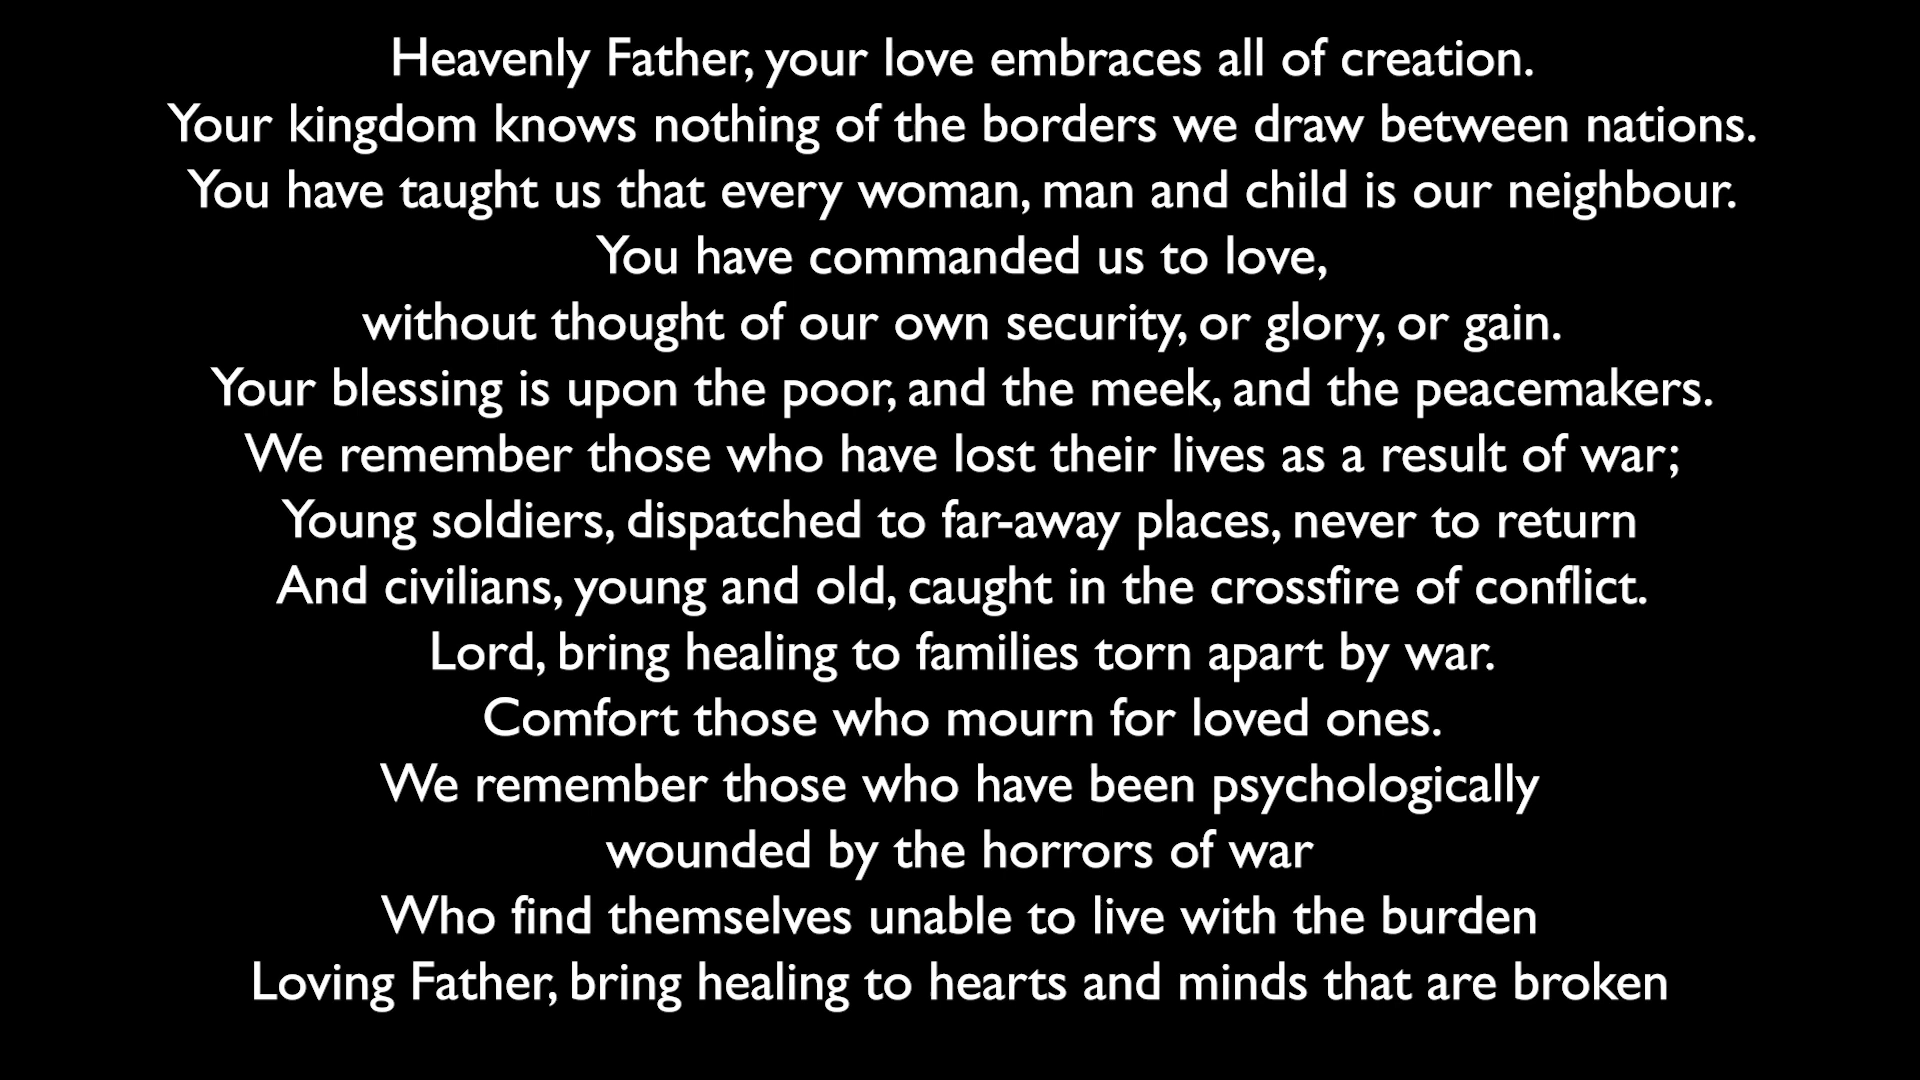 Heavenly Father, your love embraces all of creation.
Your kingdom knows nothing of the borders we draw between nations.
You have taught us that every woman, man and child is our neighbour.
You have commanded us to love,
without thought of our own security, or glory, or gain.
Your blessing is upon the poor, and the meek, and the peacemakers.
We remember those who have lost their lives as a result of war;
Young soldiers, dispatched to far-away places, never to return
And civilians, young and old, caught in the crossfire of conflict.
Lord, bring healing to families torn apart by war.
Comfort those who mourn for loved ones.
We remember those who have been psychologically
wounded by the horrors of war
Who find themselves unable to live with the burden
Loving Father, bring healing to hearts and minds that are broken